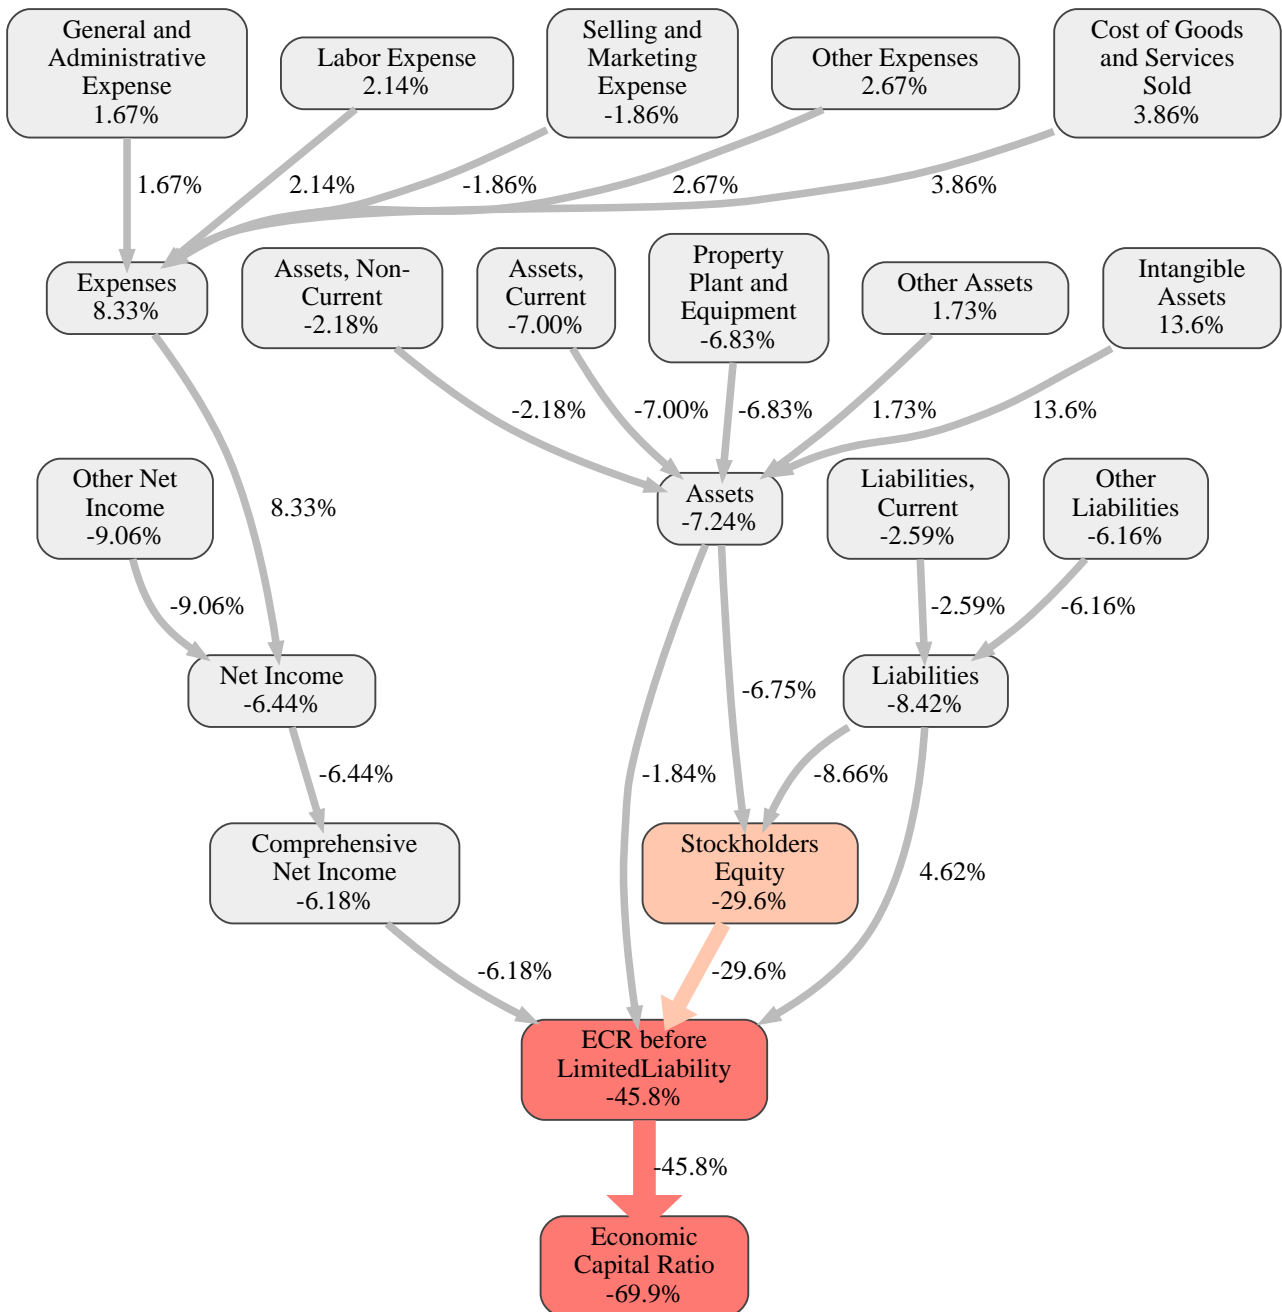 General and
Administrative
Expense
1.67%
Labor Expense
2.14%
Selling and
Marketing
Expense
-1.86%
Other Expenses
2.67%
Cost of Goods
and Services
Sold
3.86%
1.67%
2.14%
-1.86%
2.67%
3.86%
Expenses
8.33%
Assets, Non-
Current
-2.18%
Assets,
Current
-7.00%
Property
Plant and
Equipment
-6.83%
Other Assets
1.73%
Intangible
Assets
13.6%
-2.18%
-7.00%
-6.83%
1.73%
13.6%
Other Net
Income
-9.06%
8.33%
Assets
-7.24%
Liabilities,
Current
-2.59%
Other
Liabilities
-6.16%
-9.06%
-2.59%
-6.16%
Net Income
-6.44%
-6.75%
Liabilities
-8.42%
-6.44%
-1.84%
-8.66%
Comprehensive
Net Income
-6.18%
Stockholders
Equity
-29.6%
4.62%
-6.18%
-29.6%
ECR before
LimitedLiability
-45.8%
-45.8%
Economic
Capital Ratio
-69.9%